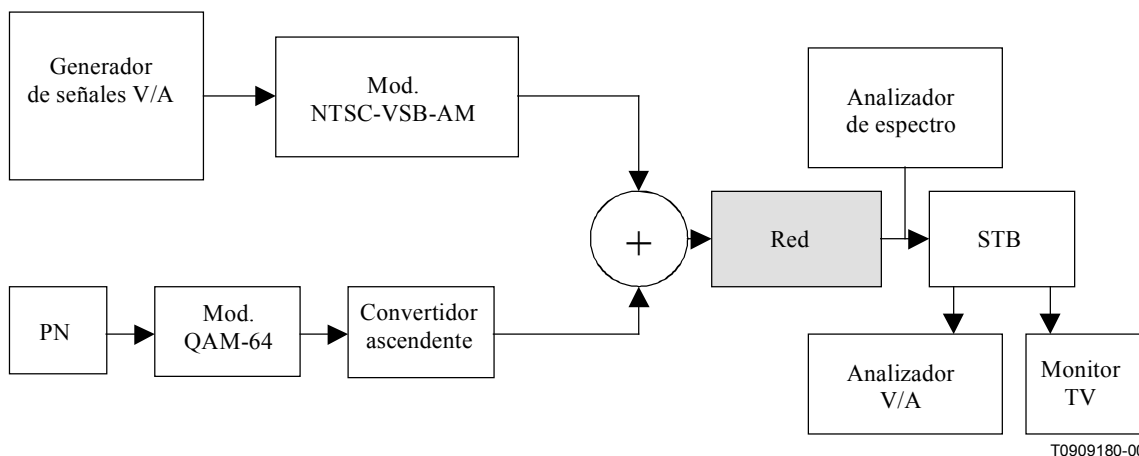 Generador
de señales V/A
Mod.
NTSC-VSB-AM
Analizador
de espectro
+
Red
STB
PN
Mod.
QAM-64
Convertidor
ascendente
Analizador
V/A
Monitor
TV
T0909180-00